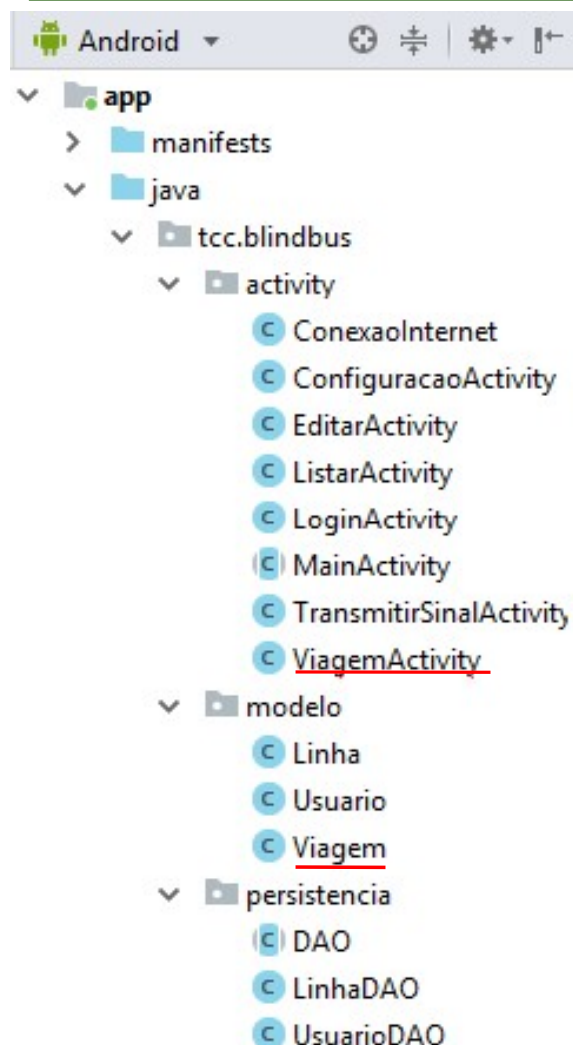 Android
app
manifests
java
tcc.blindbus
activity
ConexaoInternet
ConfiguracaoActivity
EditarActivity
ListarActivity
LoginActivity
MainActivity
TransmitirSinalActivity
ViagemActivity
modelo
Linha
Usuario
Viagem
persistencia
DAO
LinhaDAO
UsuarioDAO